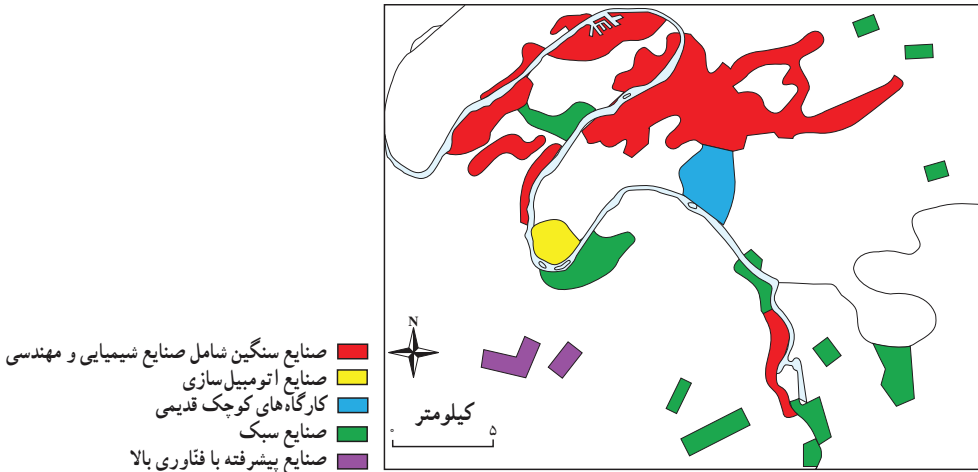 N
کیلومتر
۰ ۵
صنایع سنگین شامل صنایع شیمیایی و مهندسی
صنایع اتومبیل‌سازی
کارگاه‌های کوچک قدیمی
صنایع سبک
صنایع پیشرفته با فنّاوری بالا